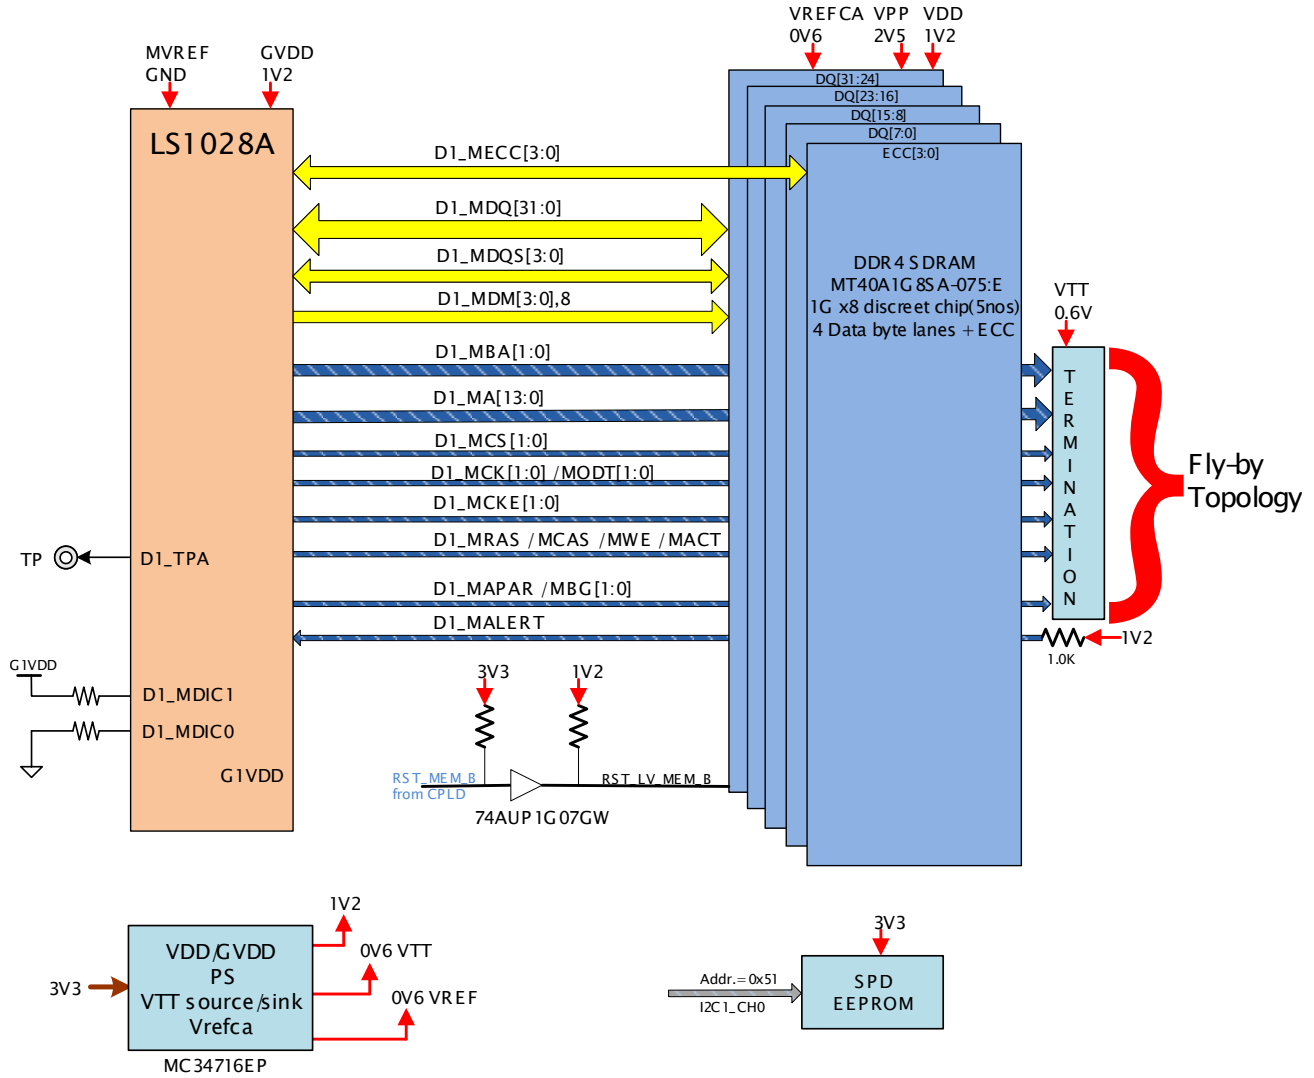 VREFCA VPP VDD
0V6 2V5 1V2
MVREF GVDD
GND 1V2
DQ[31:24]
DQ[23:16]
DQ[15:8]
DQ[7:0]
ECC[3:0]
LS1028A
D1_MECC[3:0]
D1_MDQ[31:0]
D1_MDQS[3:0]
D1_MDM[3:0],8
DDR4 SDRAM
MT40A1G8SA-075:E
1G x8 discreet chip(5nos)
4 Data byte lanes +ECC
VTT
0.6V
D1_MBA[1:0]
D1_MA[13:0]
D1_MCS[1:0]
D1_MCK[1:0] /MODT[1:0]
D1_MCKE[1:0]
D1_MRAS /MCAS /MWE /MACT
D1_MAPAR /MBG[1:0]
D1_MALERT
TERMINATION
Fly-by
Topology
TP
D1_TPA
1V2
1.0K
G1VDD
D1_MDIC1
D1_MDIC0
G1VDD
3V3 1V2
RST_MEM_B
from CPLD
RST_LV_MEM_B
74AUP1G07GW
1V2
0V6 VTT
0V6 VREF
3V3
VDD/GVDD
PS
VTT source/sink
Vrefca
MC34716EP
3V3
Addr.=0x51
I2C1_CH0
SPD
EEPROM